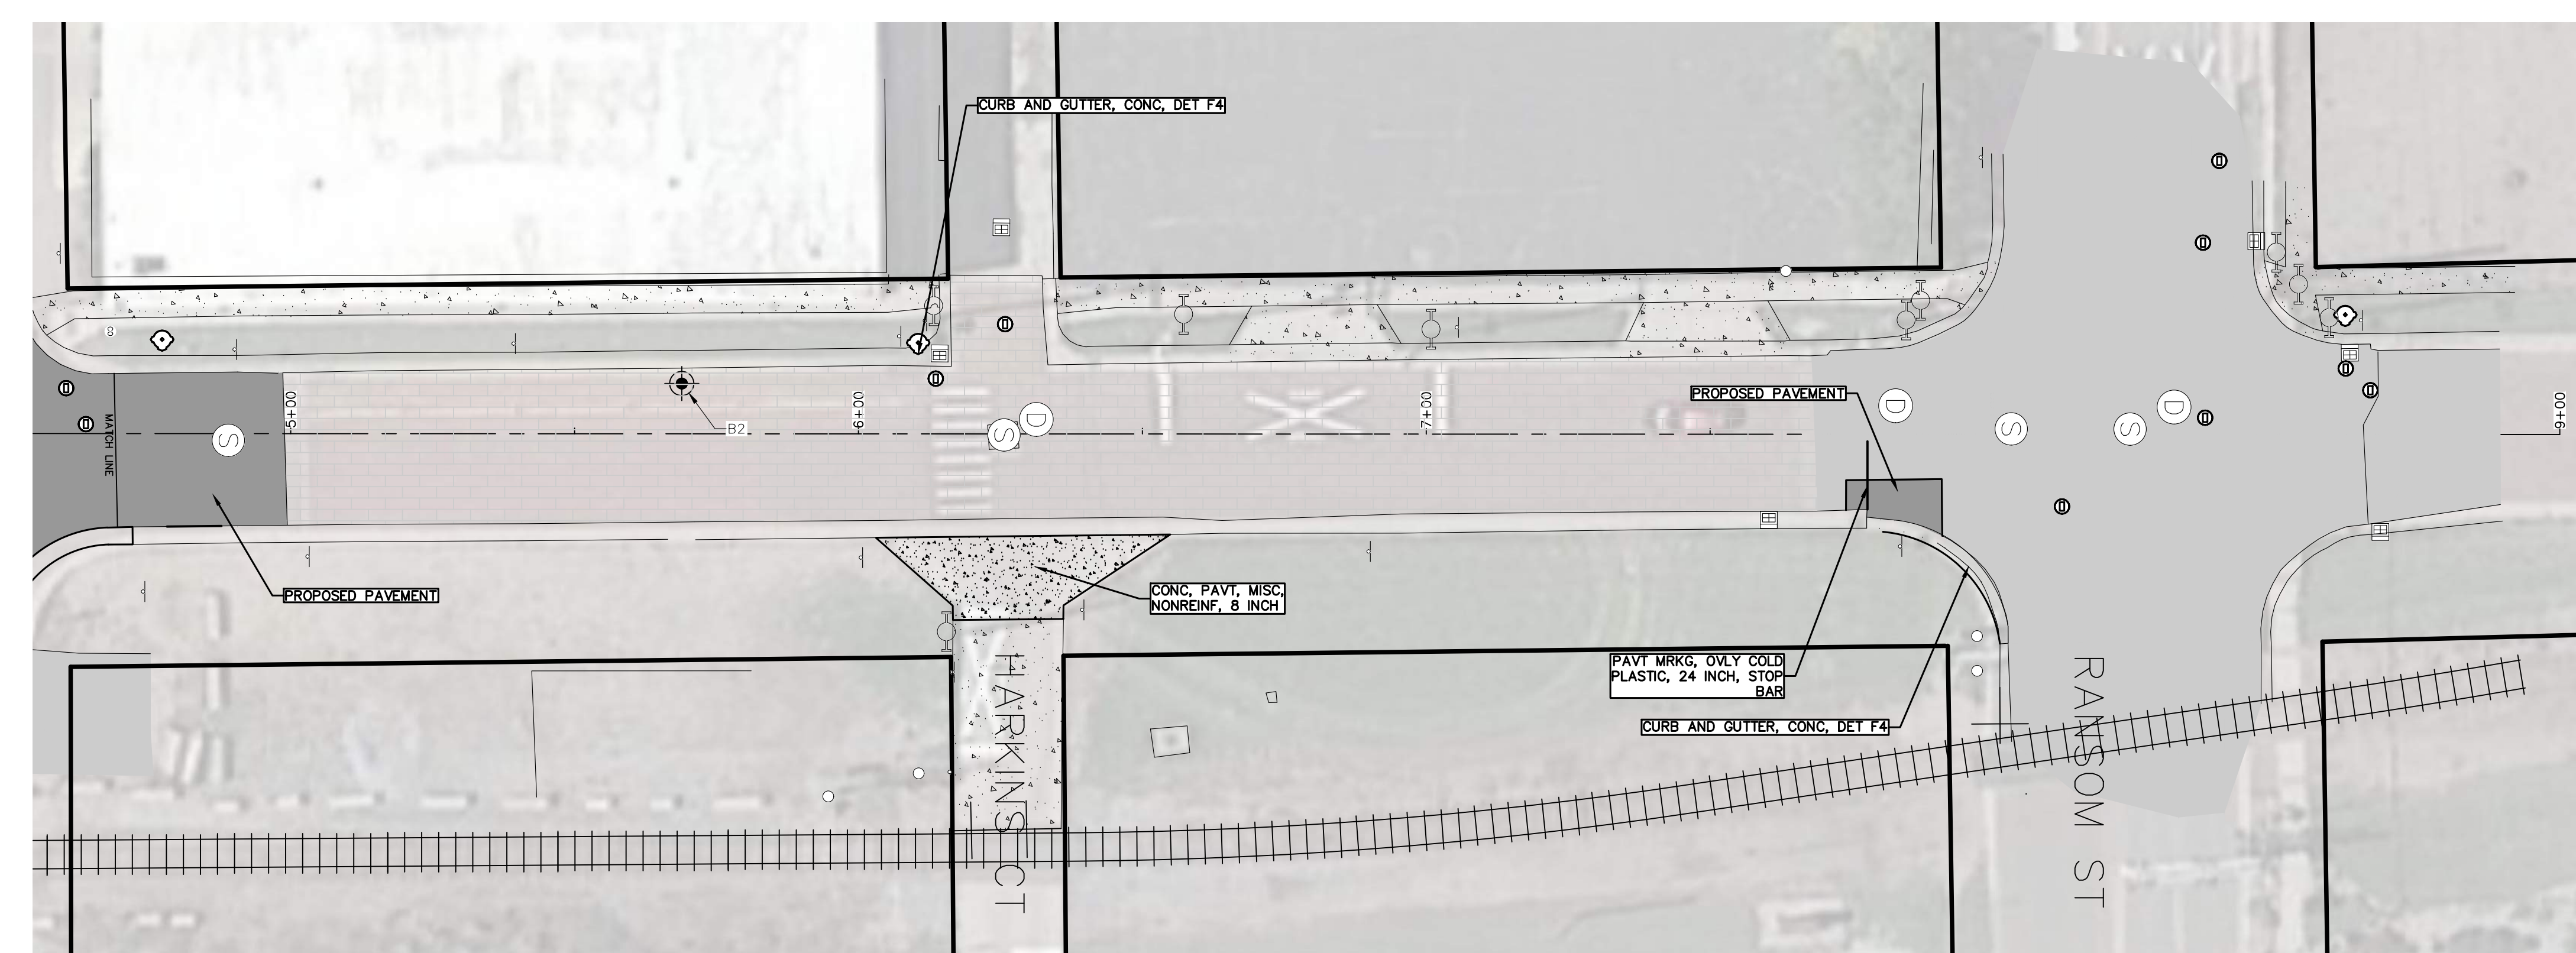 CURB AND GUTTER, CONC, DET F4
8
MATCH LINE
5+00
6+00
7+00
9+00
B2
S
S
D
D
S
S
D
S
PROPOSED PAVEMENT
PROPOSED PAVEMENT
CONC, PAVT, MISC,
NONREINF, 8 INCH
PAVT MRKG, OVLY COLD
PLASTIC, 24 INCH, STOP
BAR
CURB AND GUTTER, CONC, DET F4
HARKINS CT
RANSOM ST